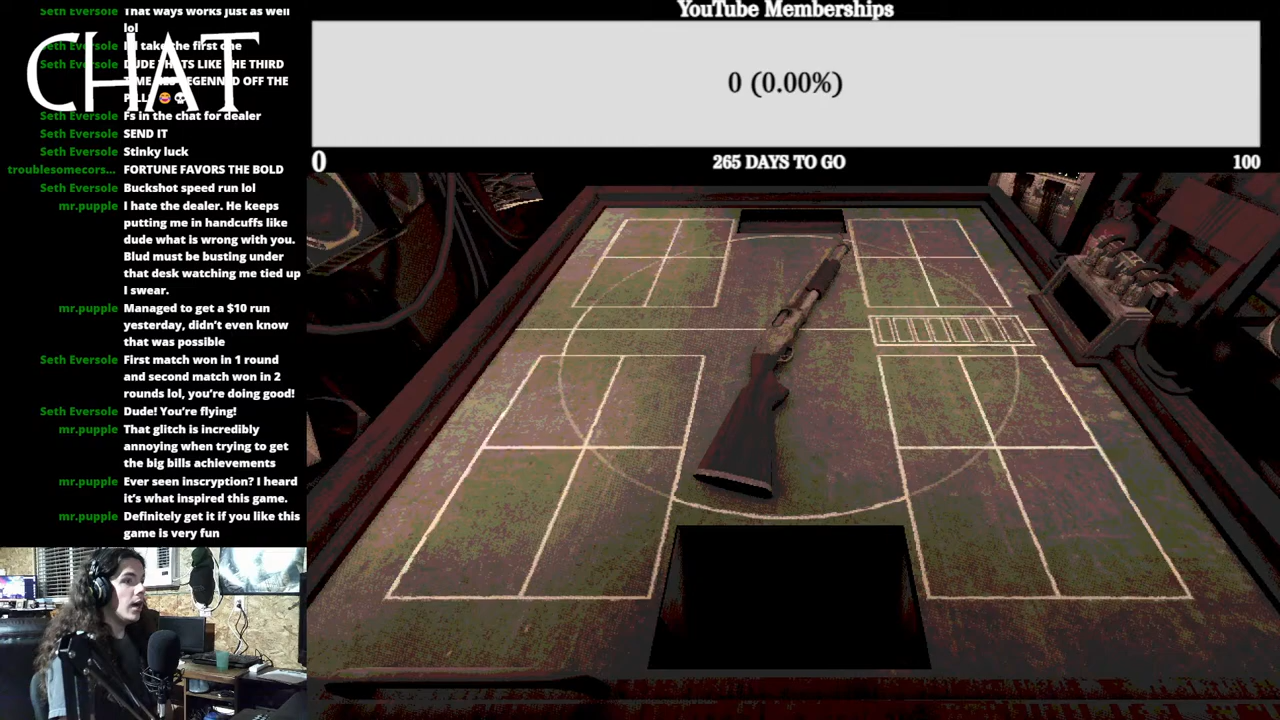 YouTube Memberships
0 (0.00%)
0
265 DAYS TO GO
100
CHAT
Seth Eversole That ways works just as well
lol
Seth Eversole take the first one
Seth Eversole DUDE THATS LIKE THE THIRD
OFF THE
Seth Eversole Fs in the chat for dealer
Seth Eversole SEND IT
Seth Eversole Stinky luck
troublesomecors... FORTUNE FAVORS THE BOLD
Seth Eversole Buckshot speed run lol
mr.pupple I hate the dealer. He keeps
putting me in handcuffs like
dude what is wrong with you.
Blud must be busting under
that desk watching me tied up
I swear.
mr.pupple Managed to get a $10 run
yesterday, didn't even know
that was possible
Seth Eversole First match won in 1 round
and second match won in 2
rounds lol, you're doing good!
Seth Eversole Dude! You're flying!
mr.pupple That glitch is incredibly
annoying when trying to get
the big bills achievements
mr.pupple Ever seen inscryption? I heard
it's what inspired this game.
mr.pupple Definitely get it if you like this
game is very fun